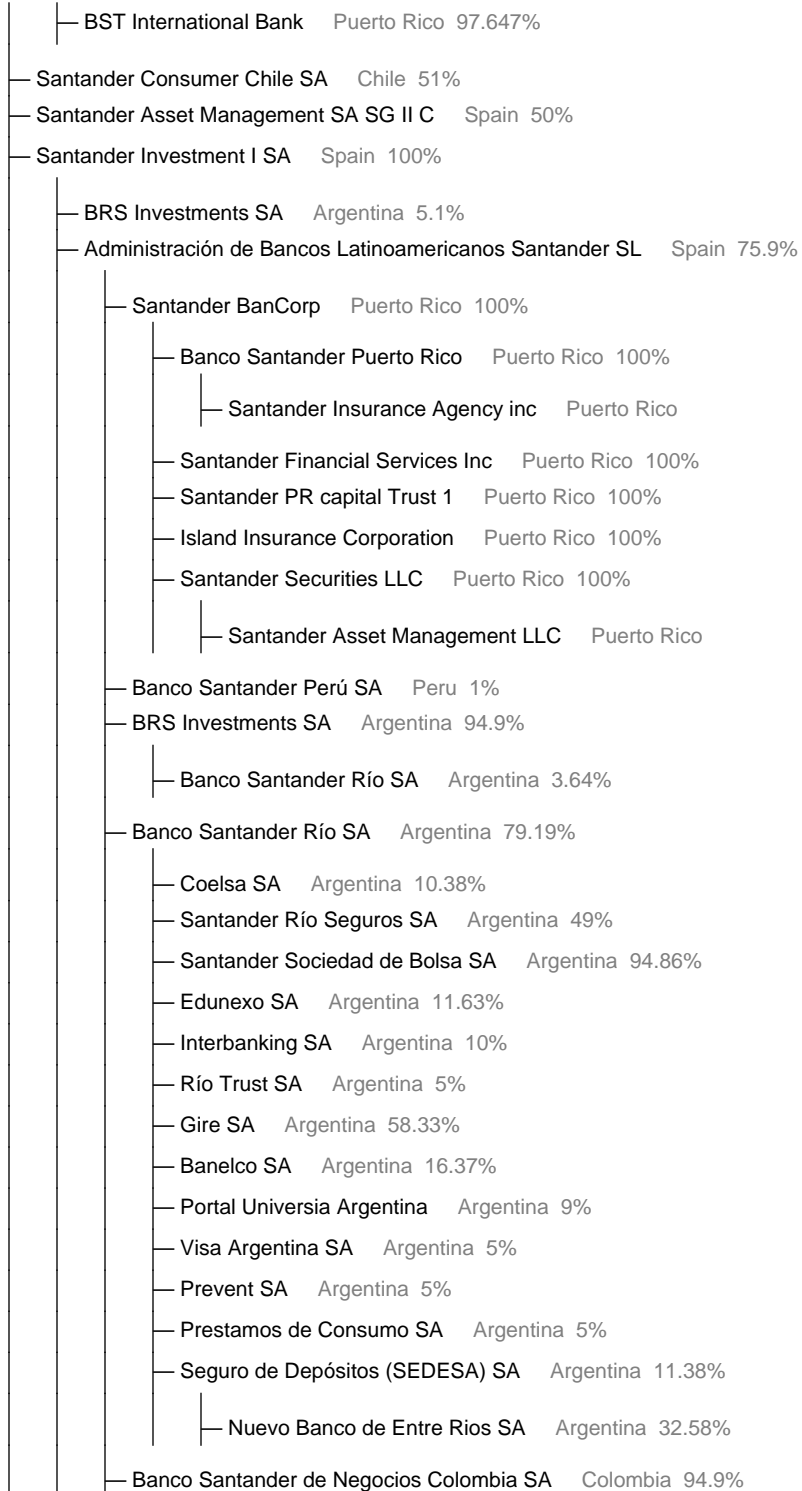 BST International Bank Puerto Rico 97.647%
Santander Consumer Chile SA Chile 51%
Santander Asset Management SA SG II C Spain 50%
Santander Investment I SA Spain 100%
BRS Investments SA Argentina 5.1%
Administración de Bancos Latinoamericanos Santander SL Spain 75.9%
Santander BanCorp Puerto Rico 100%
Banco Santander Puerto Rico Puerto Rico 100%
Santander Insurance Agency inc Puerto Rico
Santander Financial Services Inc Puerto Rico 100%
Santander PR capital Trust 1 Puerto Rico 100%
Island Insurance Corporation Puerto Rico 100%
Santander Securities LLC Puerto Rico 100%
Santander Asset Management LLC Puerto Rico
Banco Santander Perú SA Peru 1%
BRS Investments SA Argentina 94.9%
Banco Santander Río SA Argentina 3.64%
Banco Santander Río SA Argentina 79.19%
Coelsa SA Argentina 10.38%
Santander Río Seguros SA Argentina 49%
Santander Sociedad de Bolsa SA Argentina 94.86%
Edunexo SA Argentina 11.63%
Interbanking SA Argentina 10%
Río Trust SA Argentina 5%
Gire SA Argentina 58.33%
Banelco SA Argentina 16.37%
Portal Universia Argentina Argentina 9%
Visa Argentina SA Argentina 5%
Prevent SA Argentina 5%
Prestamos de Consumo SA Argentina 5%
Seguro de Depósitos (SEDESA) SA Argentina 11.38%
Nuevo Banco de Entre Rios SA Argentina 32.58%
Banco Santander de Negocios Colombia SA Colombia 94.9%